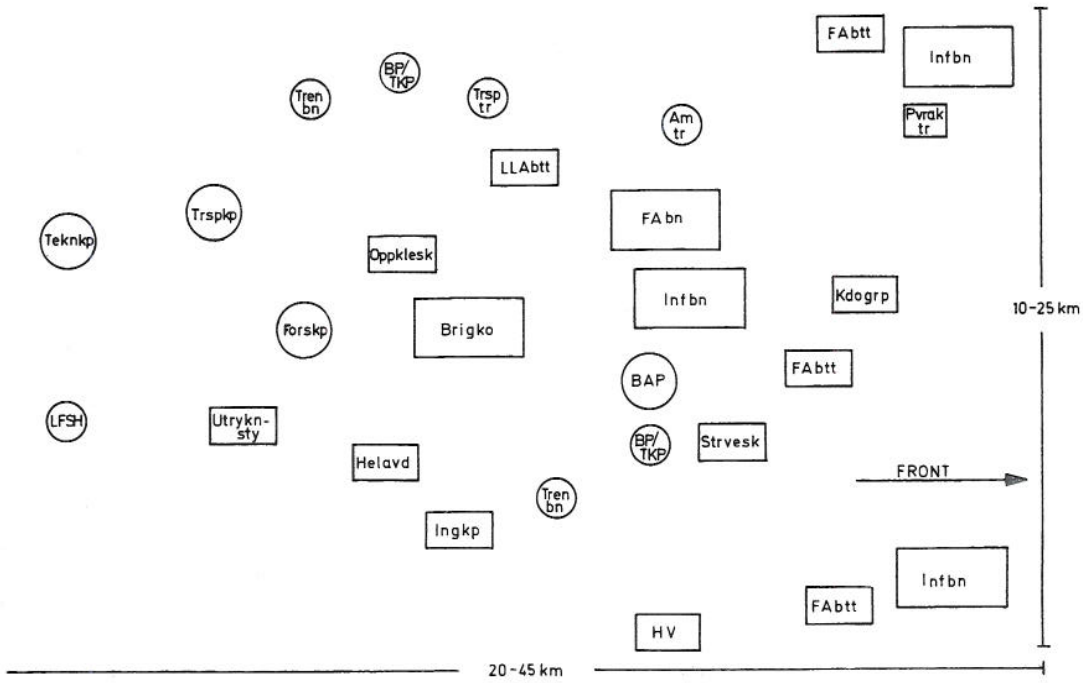 FAbtt
Infbn
BP/
TKP
Tren
bn
Trsp
tr
Am
tr
Pvrak
tr
LLAbtt
Trspkp
FAbn
Teknkp
Oppklesk
Infbn
Kdogrp
10-25 km
Forskp
Brigko
FAbtt
BAP
LFSH
Utrykn-
sty
BP/
TKP
Strvesk
Helavd
FRONT
Tren
bn
Ingkp
Infbn
FAbtt
HV
20-45 km